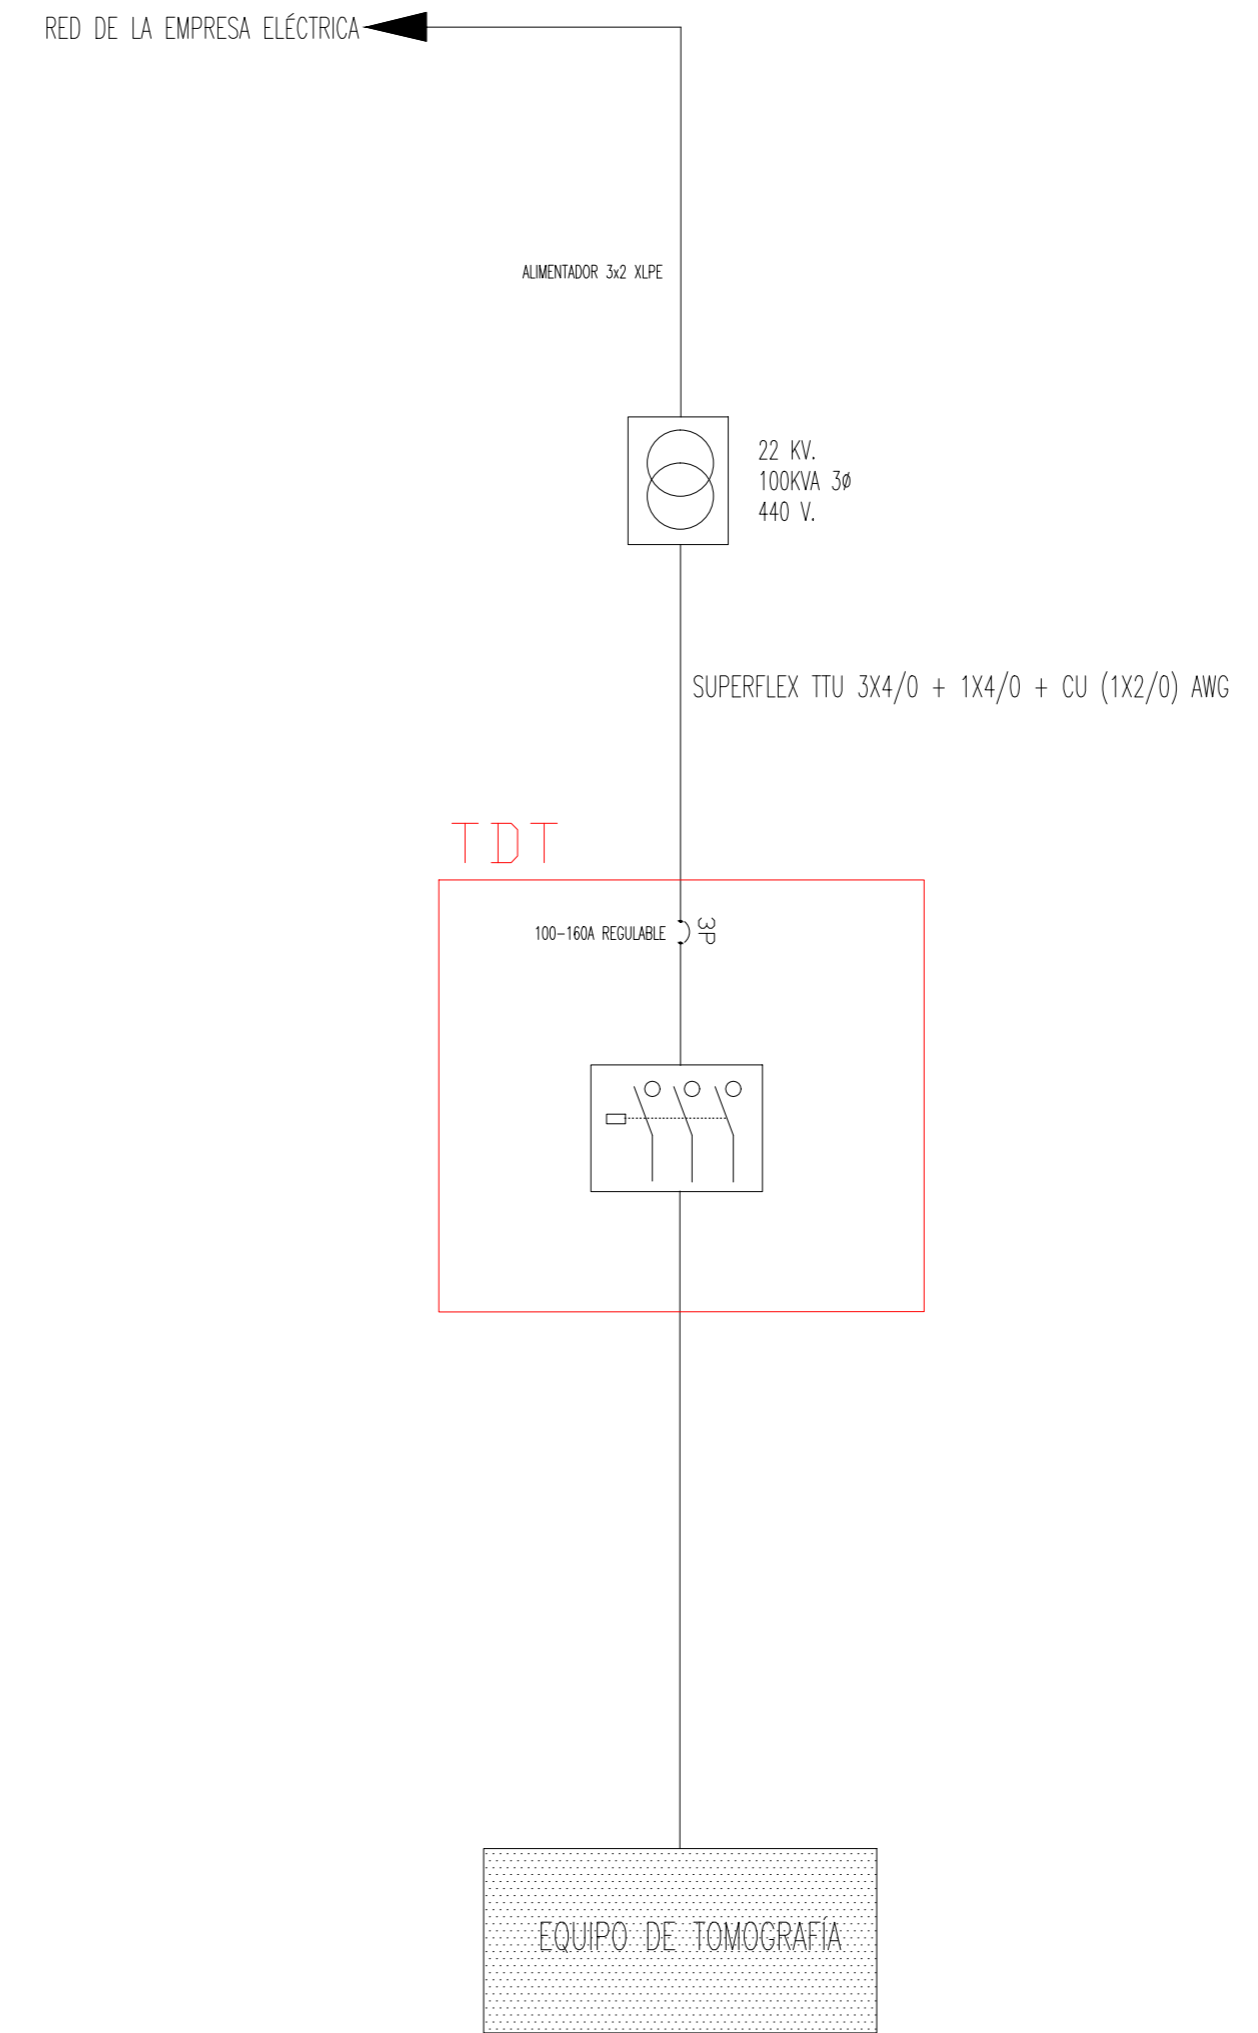 RED DE LA EMPRESA ELÉCTRICA
ALIMENTADOR 3x2 XLPE
22 KV.
100KVA 3ø
440 V.
SUPERFLEX TTU 3X4/0 + 1X4/0 + CU (1X2/0) AWG
TDT
100-160A REGULABLE
3P
EQUIPO DE TOMOGRAFÍA